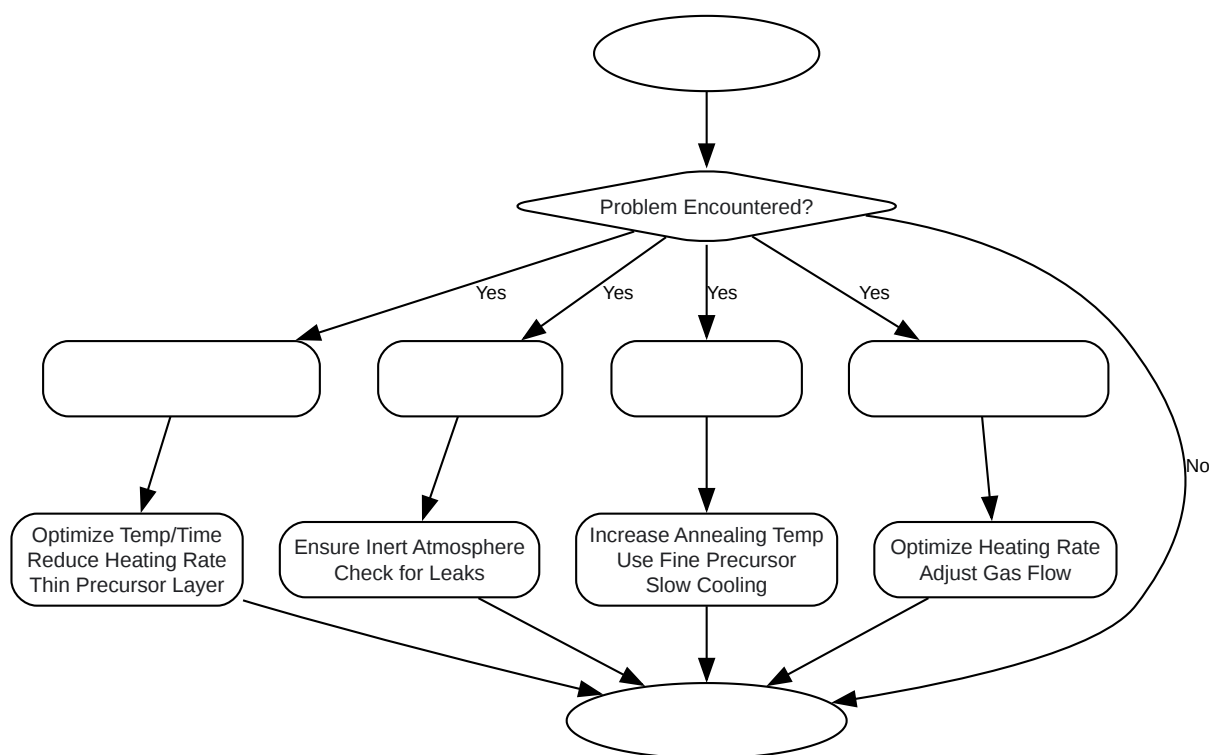 Problem Encountered?
Yes
Yes
Yes
Yes
No
Optimize Temp/Time
Reduce Heating Rate
Thin Precursor Layer
Ensure Inert Atmosphere
Check for Leaks
Increase Annealing Temp
Use Fine Precursor
Slow Cooling
Optimize Heating Rate
Adjust Gas Flow